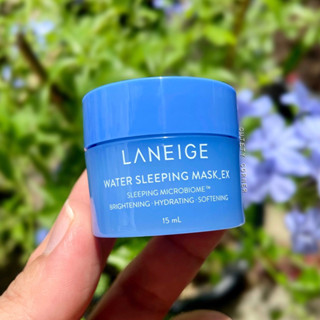 LANEIGE
WATER SLEEPING MASK_EX
SLEEPING MICROBIOME™
BRIGHTENING · HYDRATING · SOFTENING
15 mL